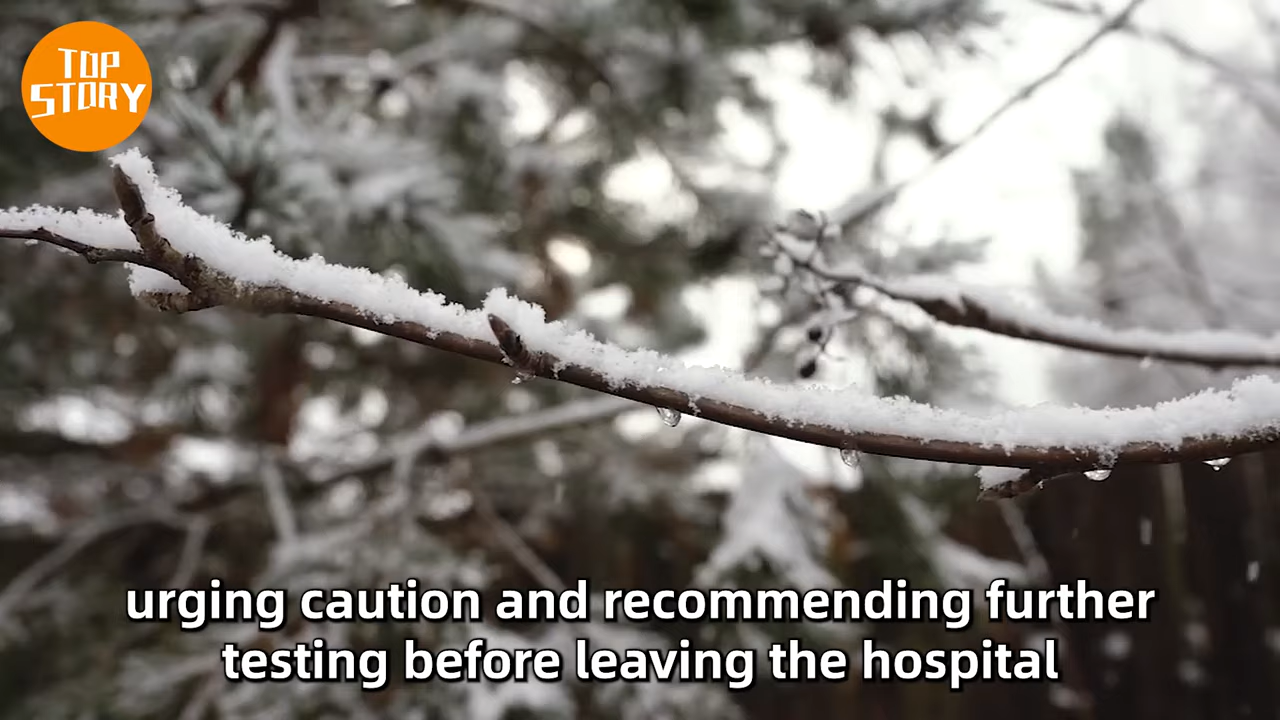 TOP
STORY
urging caution and recommending further
testing before leaving the hospital